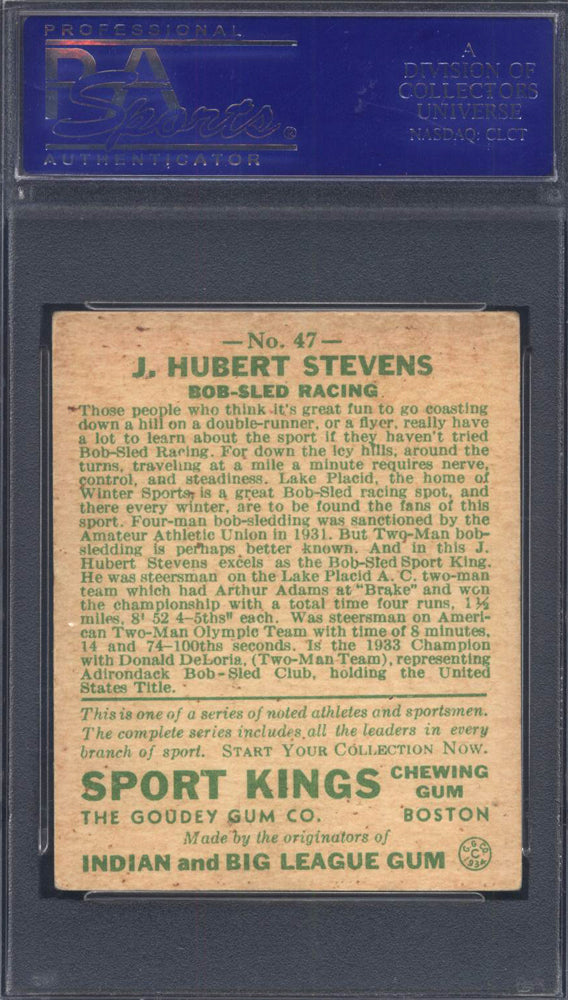 PROFESSIONAL
PSA
Sports
AUTHENTICATOR
A
DIVISION OF
COLLECTORS
UNIVERSE
NASDAQ: CLCT
—No. 47—
J. HUBERT STEVENS
BOB-SLED RACING
Those people who think it's great fun to go coasting
down a hill on a double-runner, or a flyer, really have
a lot to learn about the sport if they haven't tried
Bob-Sled Racing. For down the icy hills, around the
turns, traveling at a mile a minute requires nerve,
control, and steadiness. Lake Placid, the home of
Winter Sports, is a great Bob-Sled racing spot, and
there every winter, are to be found the fans of this
sport. Four-man bob-sledding was sanctioned by the
Amateur Athletic Union in 1931. But Two-Man bob-
sledding is perhaps better known. And in this J.
Hubert Stevens excels as the Bob-Sled Sport King.
He was steersman on the Lake Placid A. C. two-man
team which had Arthur Adams at "Brake" and won
the championship with a total time four runs, 1½
miles, 8' 52 4-5ths" each. Was steersman on Ameri-
can Two-Man Olympic Team with time of 8 minutes,
14 and 74-100ths seconds. Is the 1933 Champion
with Donald DeLoria, (Two-Man Team), representing
Adirondack Bob-Sled Club, holding the United
States Title.
This is one of a series of noted athletes and sportsmen.
The complete series includes all the leaders in every
branch of sport. START YOUR COLLECTION NOW.
SPORT KINGS CHEWING GUM
THE GOUDEY GUM CO. BOSTON
Made by the originators of
INDIAN and BIG LEAGUE GUM
G.G.CO.
C
1934